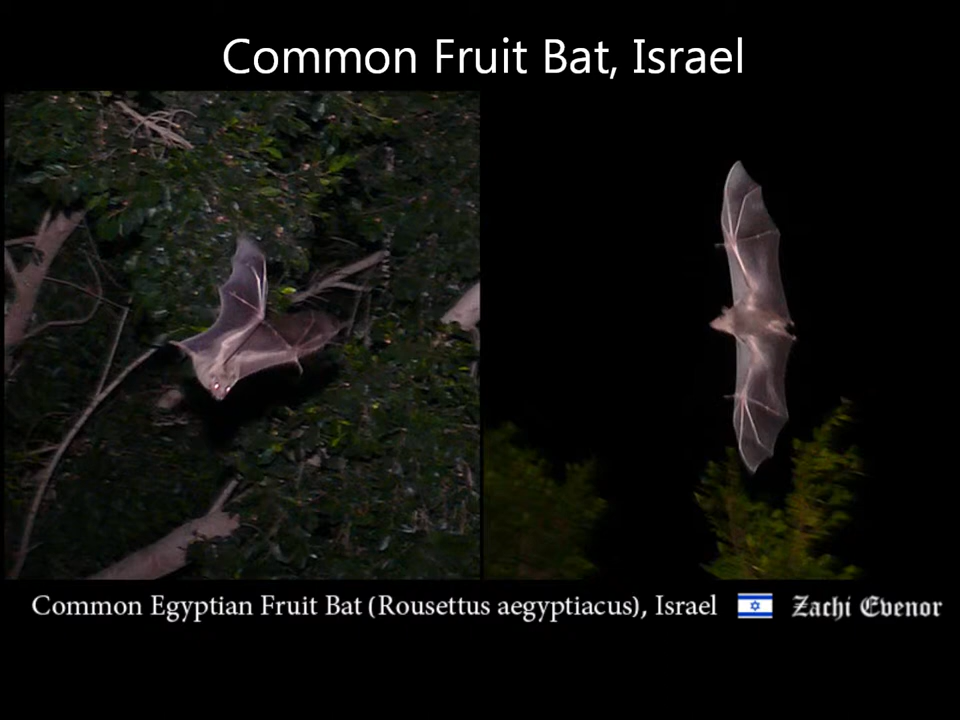 Common Fruit Bat, Israel
Common Egyptian Fruit Bat (Rousettus aegyptiacus), Israel Zachi Evenor